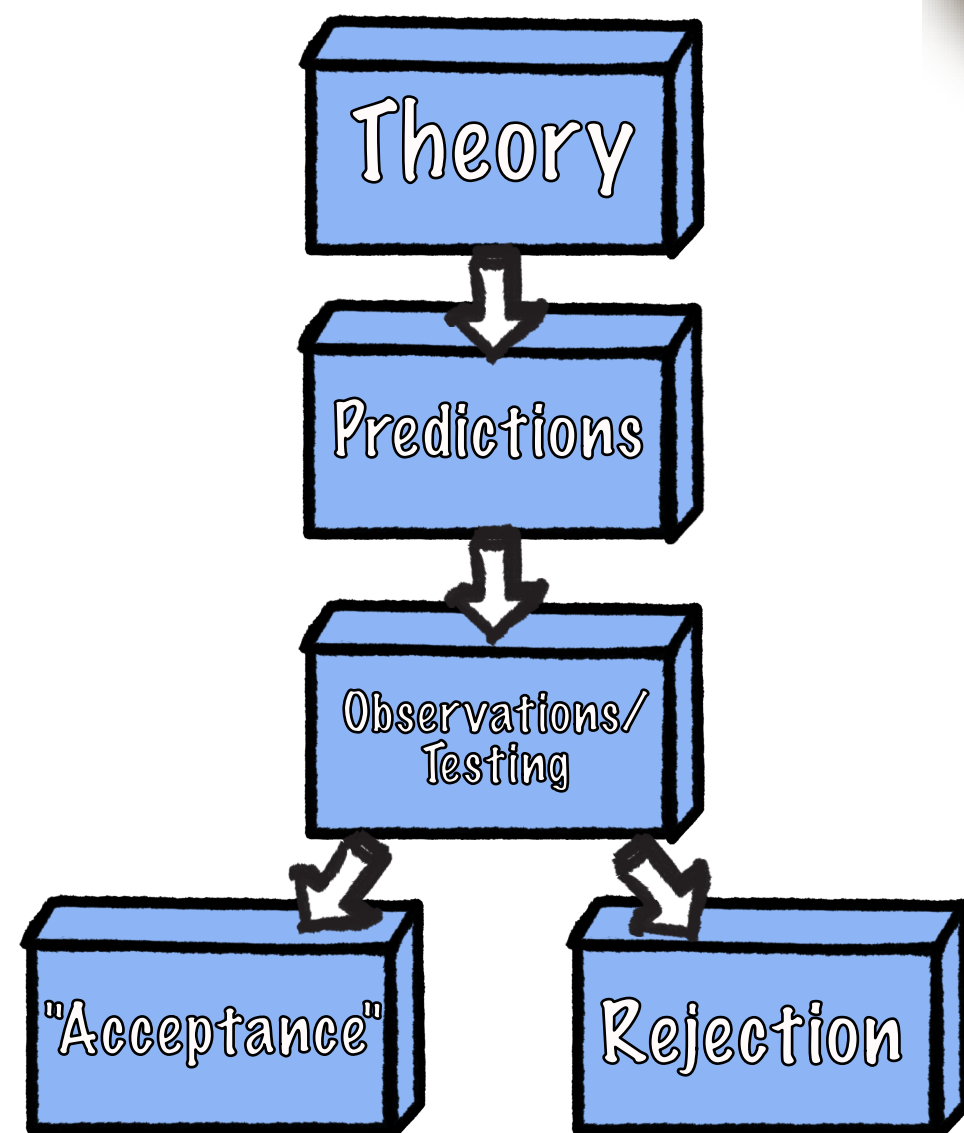 Theory
Predictions
Observations/
Testing
"Acceptance"
Rejection